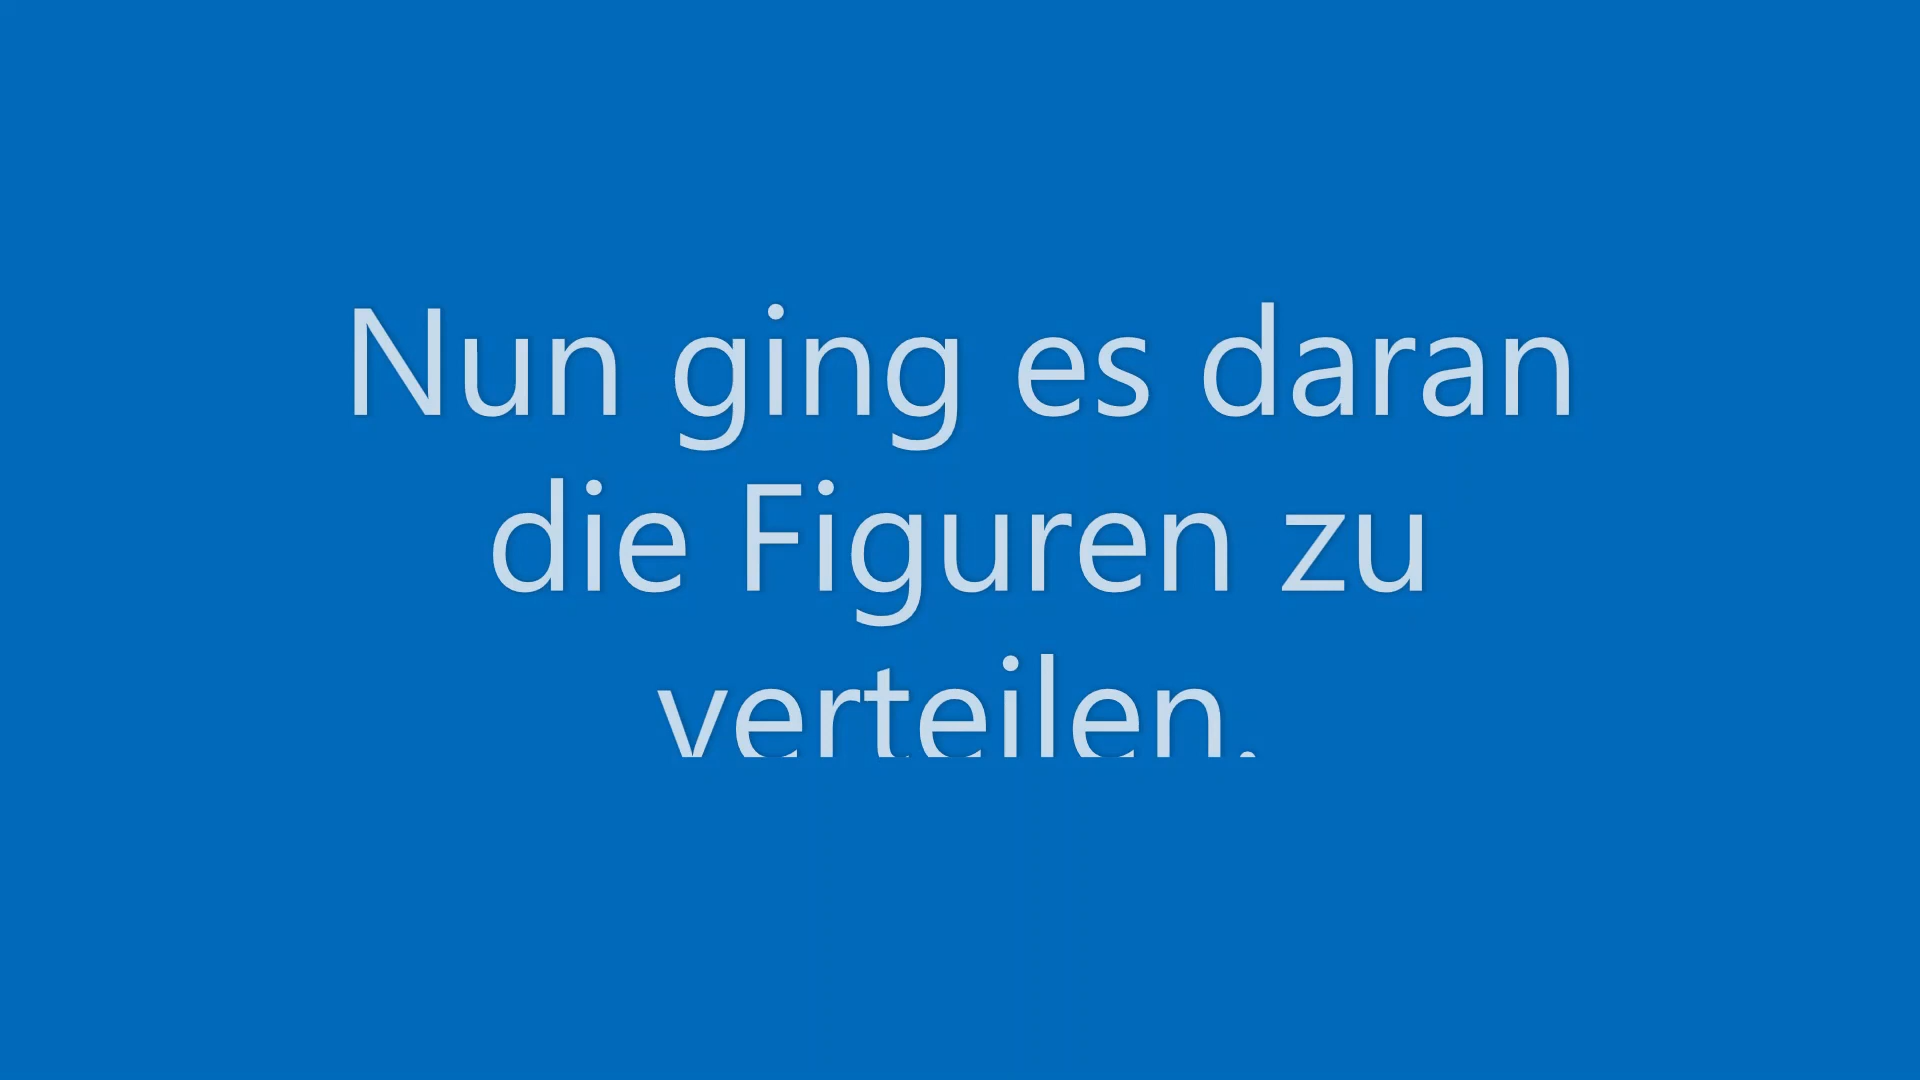 Nun ging es daran
die Figuren zu
verteilen.